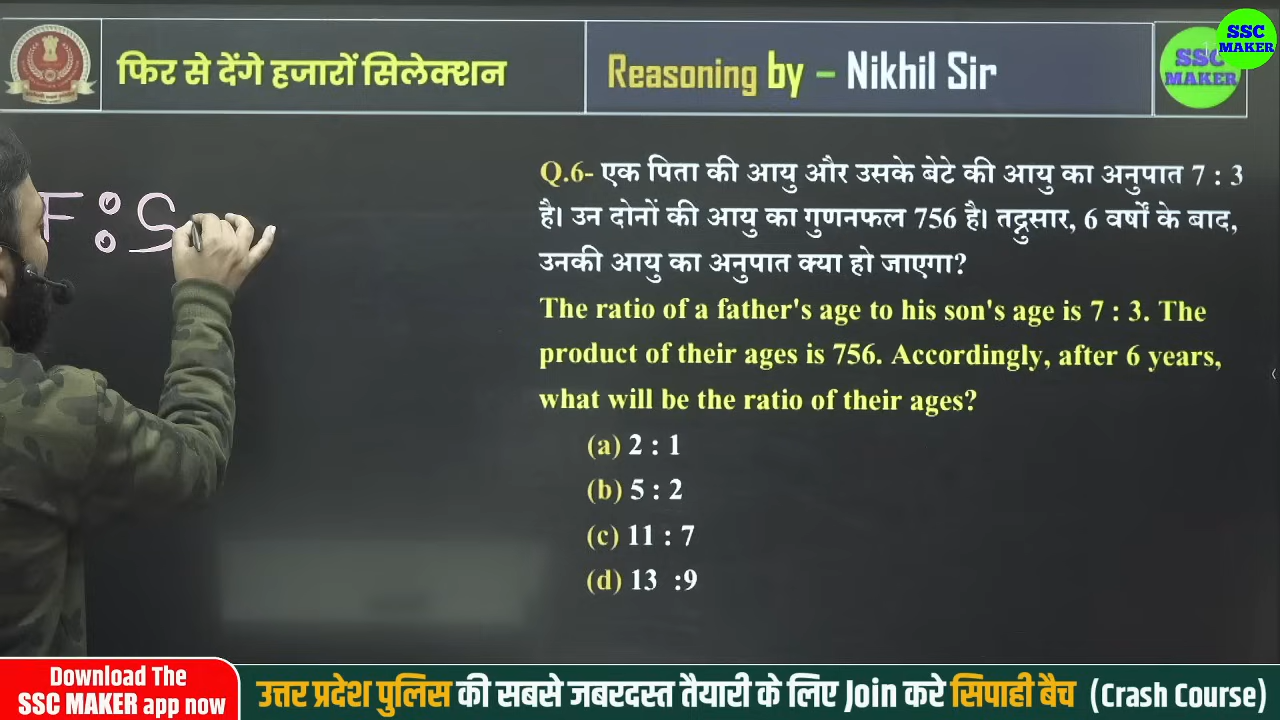 फिर से देंगे हजारों सिलेक्शन
Reasoning by – Nikhil Sir
SSC
MAKER
SSC
MAKER
F : S
Q.6- एक पिता की आयु और उसके बेटे की आयु का अनुपात 7 : 3
है। उन दोनों की आयु का गुणनफल 756 है। तद्नुसार, 6 वर्षों के बाद,
उनकी आयु का अनुपात क्या हो जाएगा?
The ratio of a father's age to his son's age is 7 : 3. The
product of their ages is 756. Accordingly, after 6 years,
what will be the ratio of their ages?
(a) 2 : 1
(b) 5 : 2
(c) 11 : 7
(d) 13 :9
Download The
SSC MAKER app now
उत्तर प्रदेश पुलिस की सबसे जबरदस्त तैयारी के लिए Join करे सिपाही बैच (Crash Course)